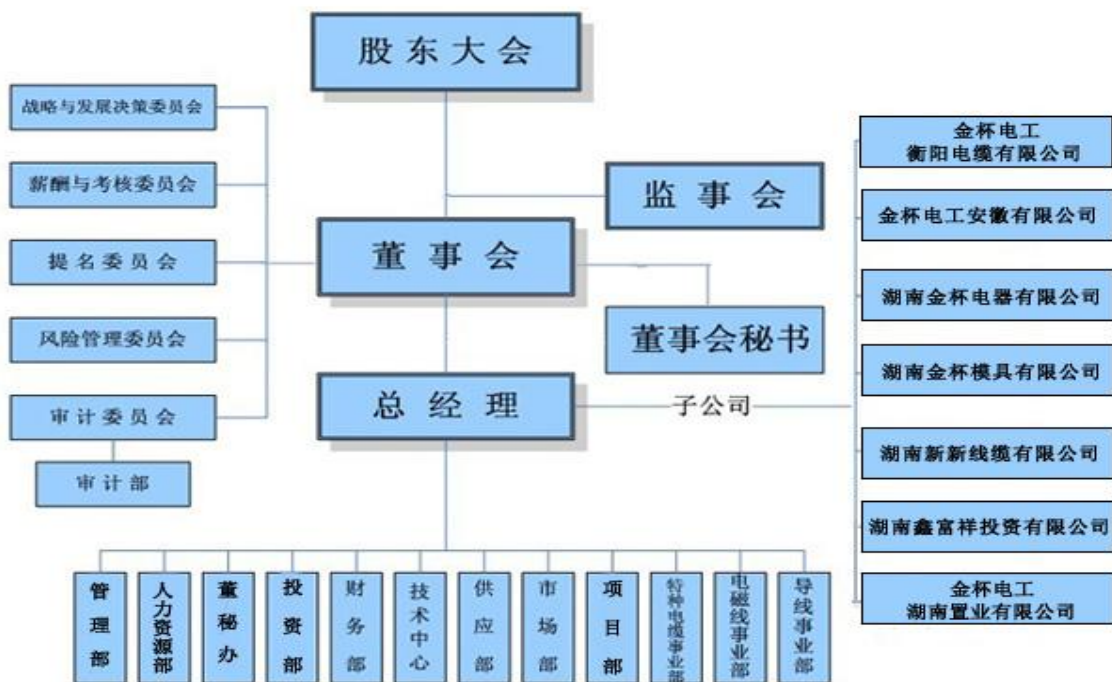 股东大会
战略与发展决策委员会
薪酬与考核委员会
提名委员会
风险管理委员会
审计委员会
审计部
监事会
董事会
董事会秘书
总经理
子公司
金杯电工
衡阳电缆有限公司
金杯电工安徽有限公司
湖南金杯电器有限公司
湖南金杯模具有限公司
湖南新新线缆有限公司
湖南鑫富祥投资有限公司
金杯电工
湖南置业有限公司
管理部
人力资源部
董秘办
投资部
财务部
技术中心
供应部
市场部
项目部
特种电缆事业部
电磁线事业部
导线事业部